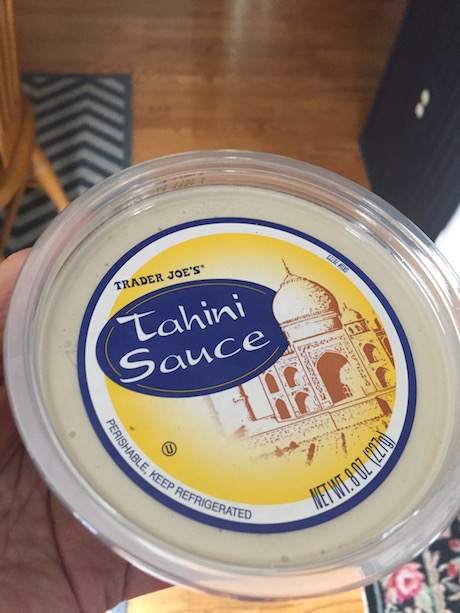 TRADER JOE'S®
Tahini
Sauce
U
PERISHABLE, KEEP REFRIGERATED
NET WT. 8 OZ (227g)